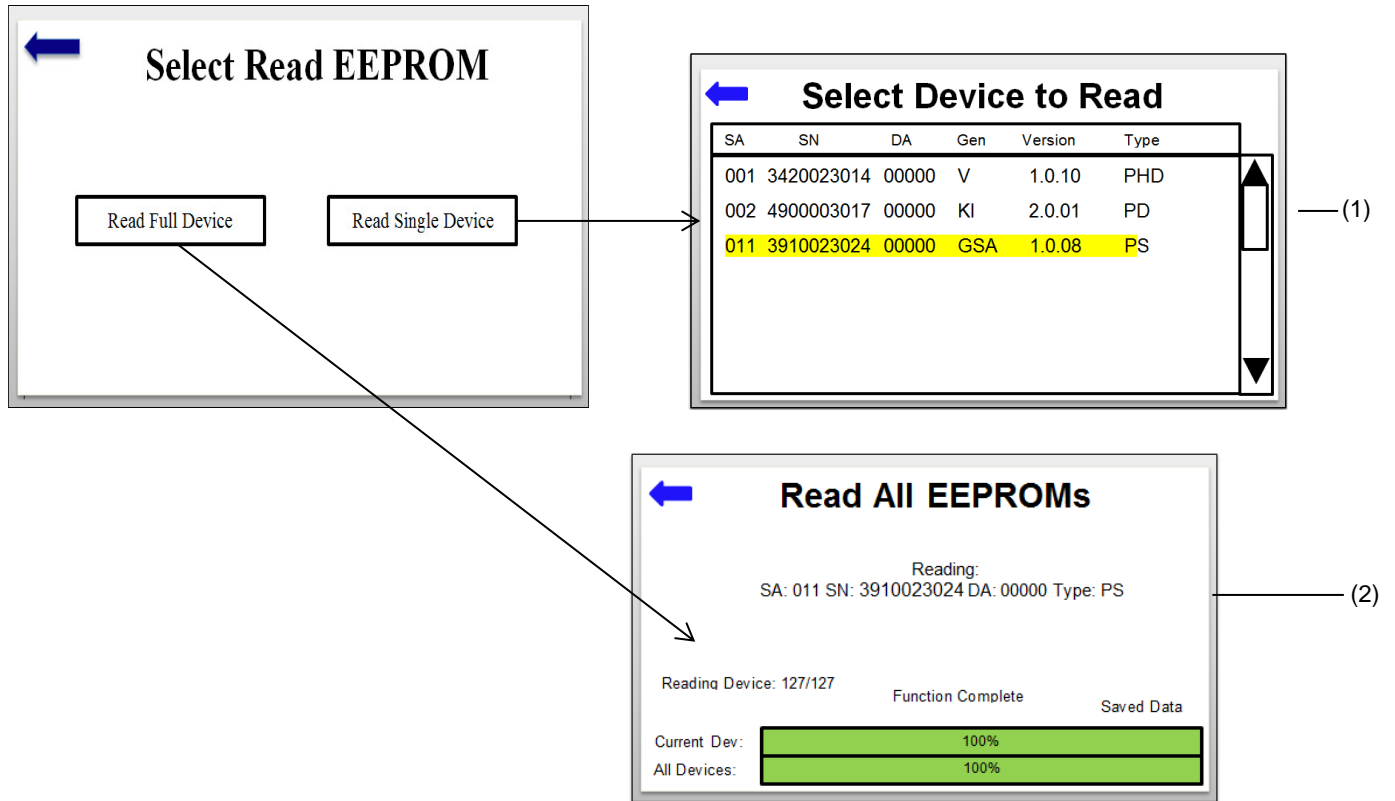 Select Read EEPROM
Read Full Device
Read Single Device
Select Device to Read
SA SN DA Gen Version Type
001 3420023014 00000 V 1.0.10 PHD
002 4900003017 00000 KI 2.0.01 PD
011 3910023024 00000 GSA 1.0.08 PS
(1)
Read All EEPROMs
Reading:
SA: 011 SN: 3910023024 DA: 00000 Type: PS
(2)
Reading Device: 127/127
Function Complete
Saved Data
Current Dev: 100%
All Devices: 100%